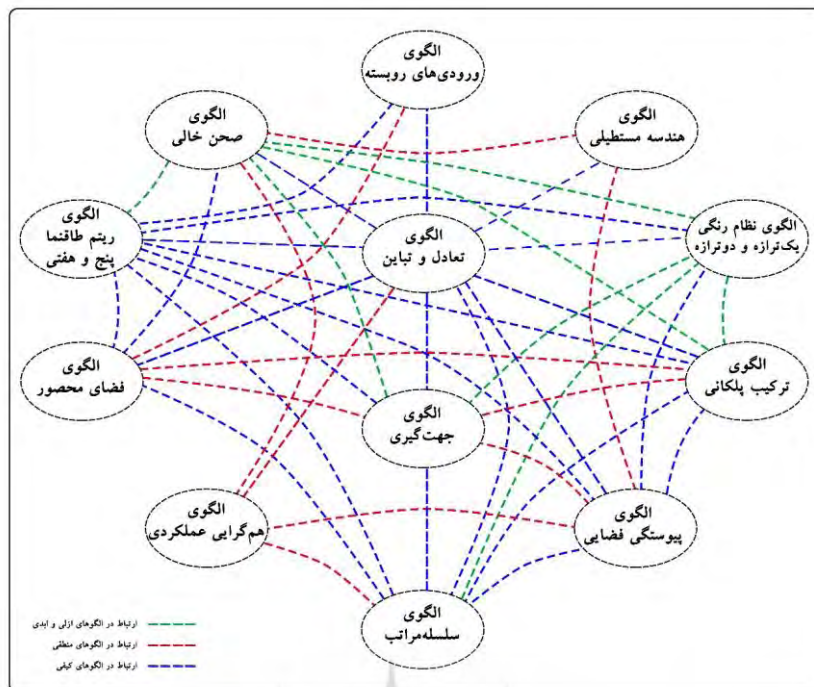 الگوی
ورودی‌های روبسته
الگوی
صحن خالی
الگوی
هندسه مستطیلی
الگوی
ریتم طاقنما
پنج و هفتی
الگوی
تعادل و تباین
الگوی نظام رنگی
یک‌ترازه و دوترازه
الگوی
فضای محصور
الگوی
جهت‌گیری
الگوی
ترکیب پلکانی
الگوی
هم‌گرایی عملکردی
الگوی
پیوستگی فضایی
الگوی
سلسله‌مراتب
ارتباط در الگوهای ازلی و ابدی
ارتباط در الگوهای منطقی
ارتباط در الگوهای کیفی